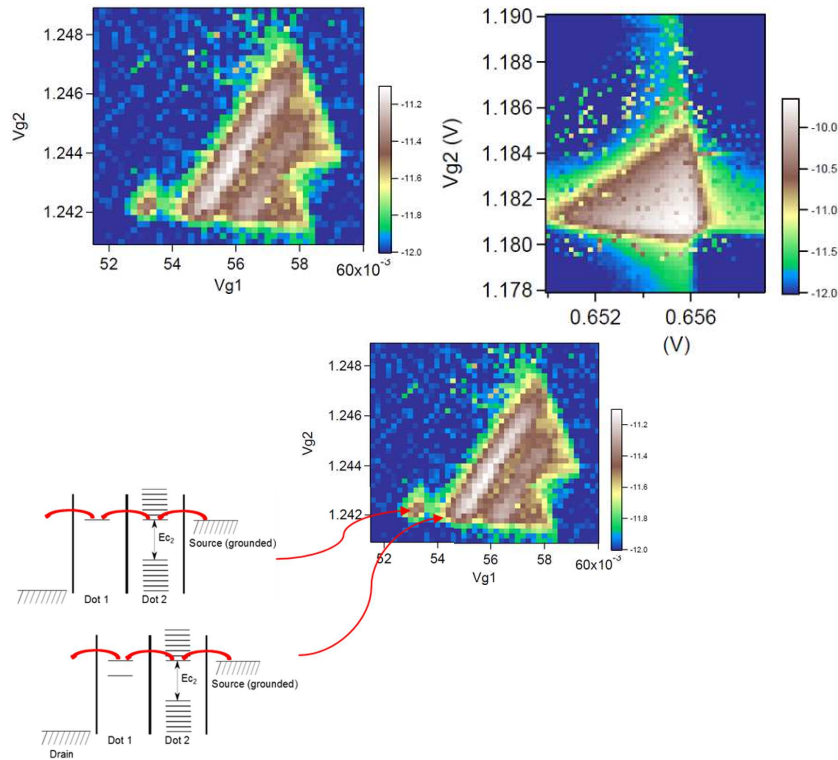 1.248
1.246
1.244
1.242
Vg2
52
54
56
58
60x10⁻³
Vg1
-11.2
-11.4
-11.6
-11.8
-12.0
1.190
1.186
1.184
1.182
1.180
1.178
Vg2 (V)
0.652
0.656
(V)
-10.0
-10.5
-11.0
-11.5
-12.0
1.248
1.246
1.244
1.242
Vg2
52
54
56
58
60x10⁻³
Vg1
-11.2
-11.4
-11.6
-11.8
-12.0
Ec₂
Source (grounded)
Dot 1
Dot 2
Ec₂
Source (grounded)
Dot 1
Dot 2
Drain